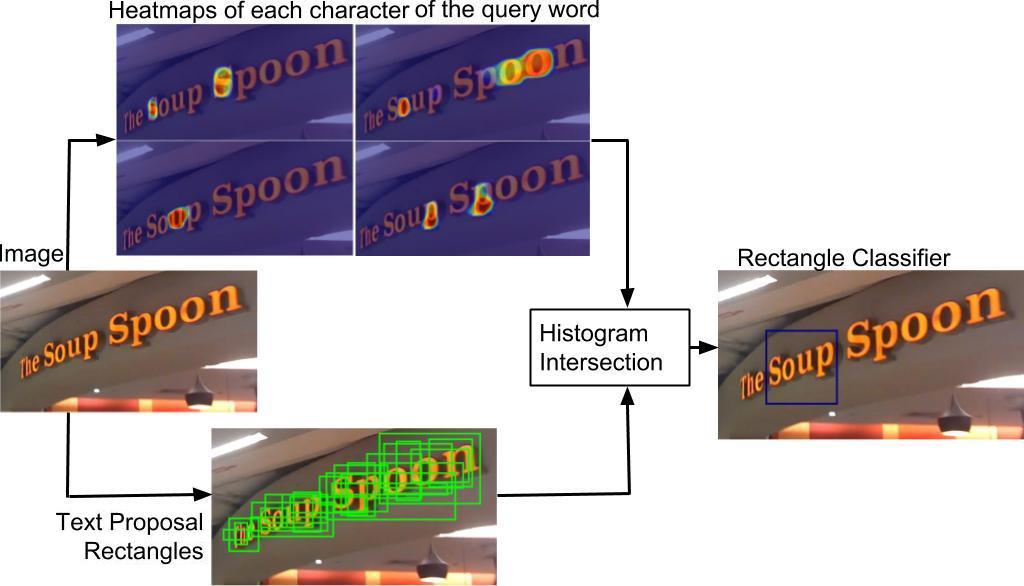 Heatmaps of each character of the query word
The Soup Spoon
The Soup Spoon
The Soup Spoon
The Soup Spoon
Image
The Soup Spoon
Rectangle Classifier
The Soup Spoon
Histogram
Intersection
The Soup Spoon
Text Proposal
Rectangles